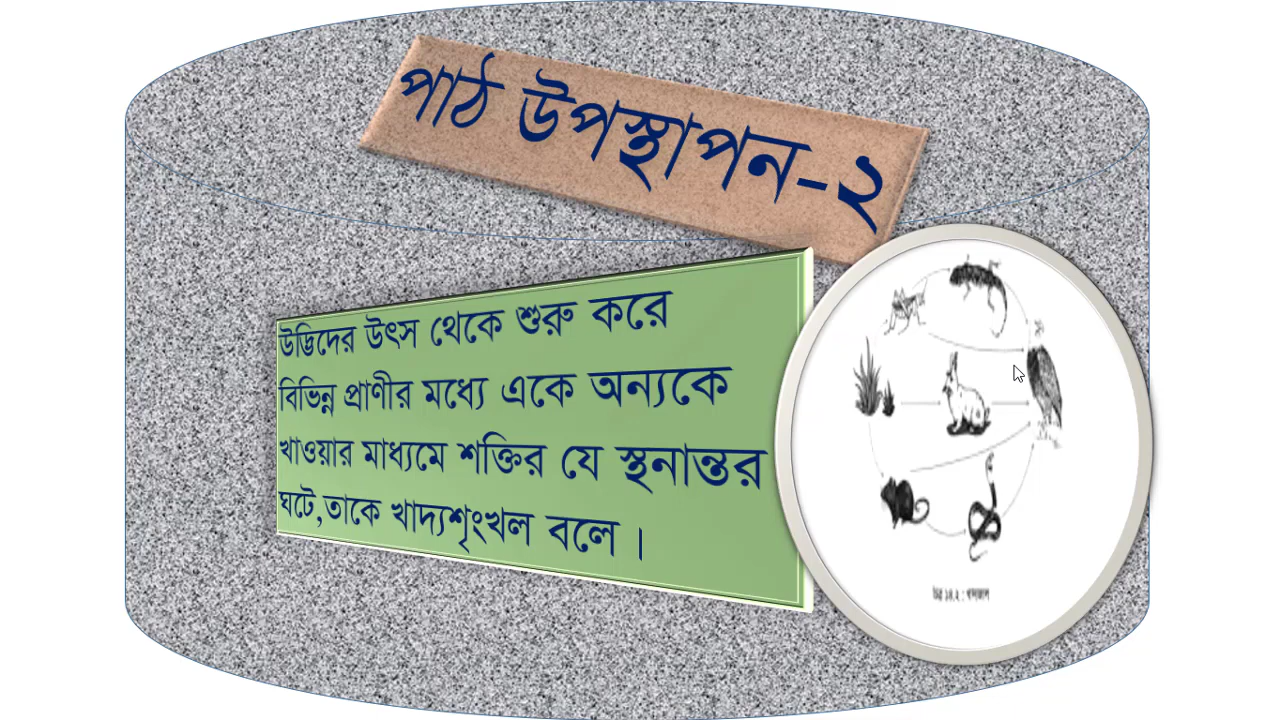 পাঠ উপস্থাপন-২
উদ্ভিদের উৎস থেকে শুরু করে
বিভিন্ন প্রাণীর মধ্যে একে অন্যকে
খাওয়ার মাধ্যমে শক্তির যে স্থনান্তর
ঘটে,তাকে খাদ্যশৃংখল বলে ।